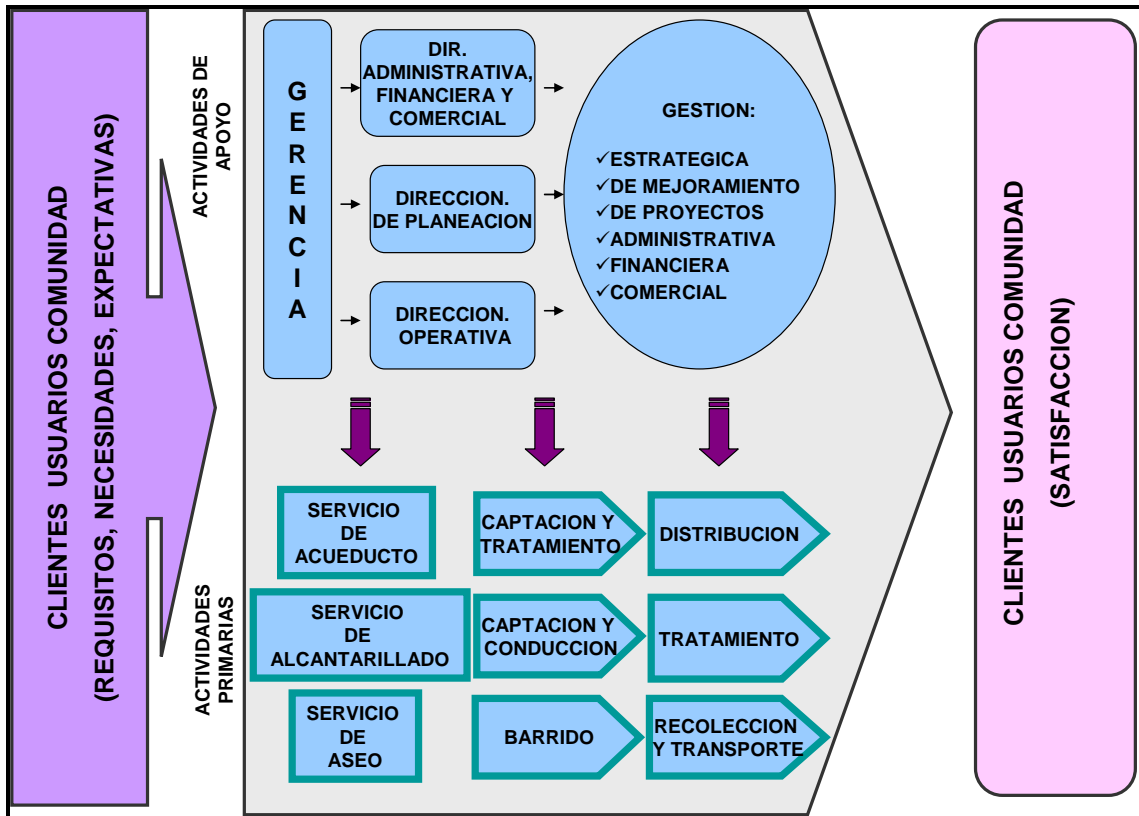 CLIENTES USUARIOS COMUNIDAD
(REQUISITOS, NECESIDADES, EXPECTATIVAS)
ACTIVIDADES DE
APOYO
GERENCIA
DIR.
ADMINISTRATIVA,
FINANCIERA Y
COMERCIAL
DIRECCION.
DE PLANEACION
DIRECCION.
OPERATIVA
GESTION:
✓ESTRATEGICA
✓DE MEJORAMIENTO
✓DE PROYECTOS
✓ADMINISTRATIVA
✓FINANCIERA
✓COMERCIAL
ACTIVIDADES
PRIMARIAS
SERVICIO
DE
ACUEDUCTO
CAPTACION Y
TRATAMIENTO
DISTRIBUCION
SERVICIO
DE
ALCANTARILLADO
CAPTACION Y
CONDUCCION
TRATAMIENTO
SERVICIO
DE
ASEO
BARRIDO
RECOLECCION
Y TRANSPORTE
CLIENTES USUARIOS COMUNIDAD
(SATISFACCION)